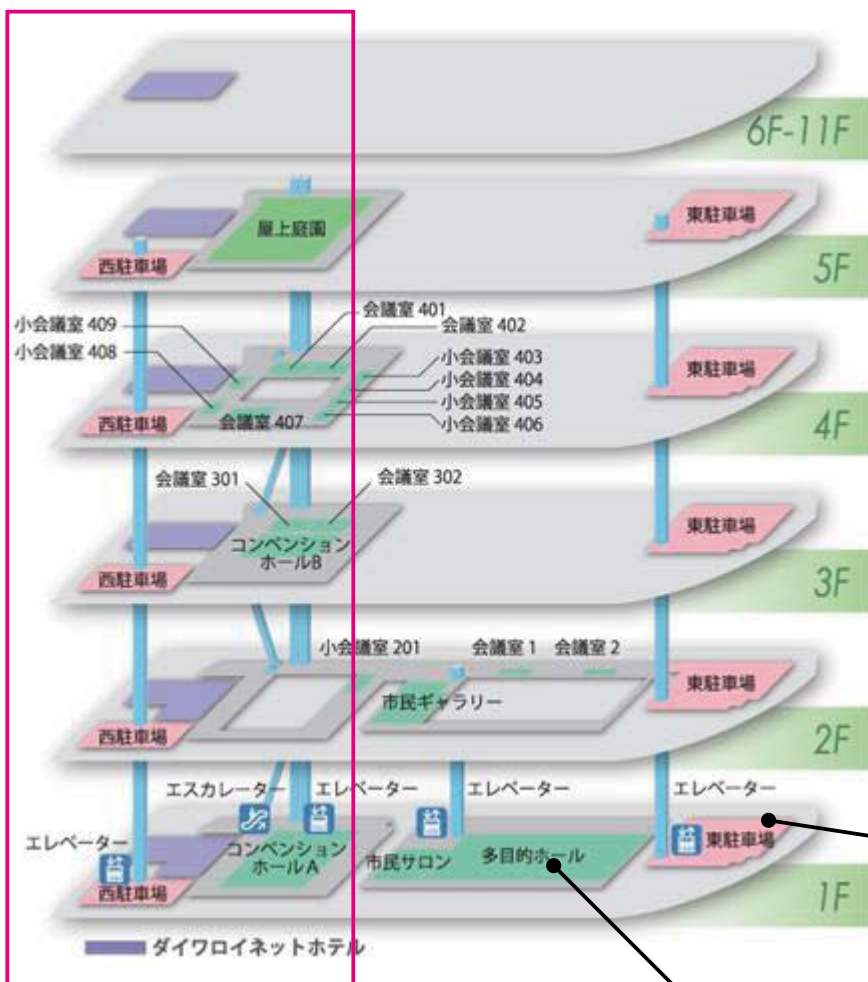 6F-11F
屋上庭園
東駐車場
西駐車場
5F
会議室 401
小会議室 409
会議室 402
小会議室 408
小会議室 403
小会議室 404
東駐車場
小会議室 405
小会議室 406
西駐車場
会議室 407
4F
会議室 301
会議室 302
コンベンション
ホールB
東駐車場
西駐車場
3F
小会議室 201
会議室 1
会議室 2
市民ギャラリー
東駐車場
西駐車場
2F
エスカレーター
エレベーター
エレベーター
エレベーター
エレベーター
コンベンション
ホール A
市民サロン
多目的ホール
東駐車場
西駐車場
1F
ダイワロイネットホテル